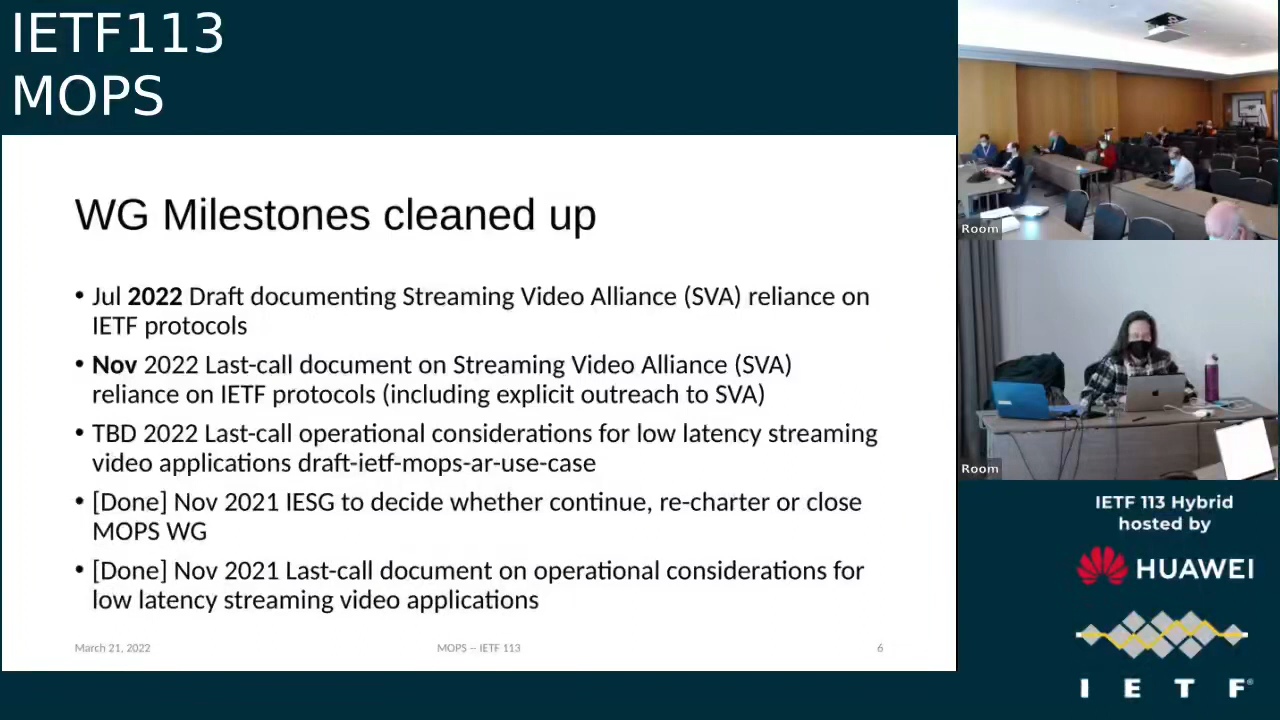 IETF113
MOPS
WG Milestones cleaned up
• Jul 2022 Draft documenting Streaming Video Alliance (SVA) reliance on
IETF protocols
• Nov 2022 Last-call document on Streaming Video Alliance (SVA)
reliance on IETF protocols (including explicit outreach to SVA)
• TBD 2022 Last-call operational considerations for low latency streaming
video applications draft-ietf-mops-ar-use-case
• [Done] Nov 2021 IESG to decide whether continue, re-charter or close
MOPS WG
• [Done] Nov 2021 Last-call document on operational considerations for
low latency streaming video applications
March 21, 2022
MOPS -- IETF 113
6
Room
Room
IETF 113 Hybrid
hosted by
HUAWEI
I E T F®